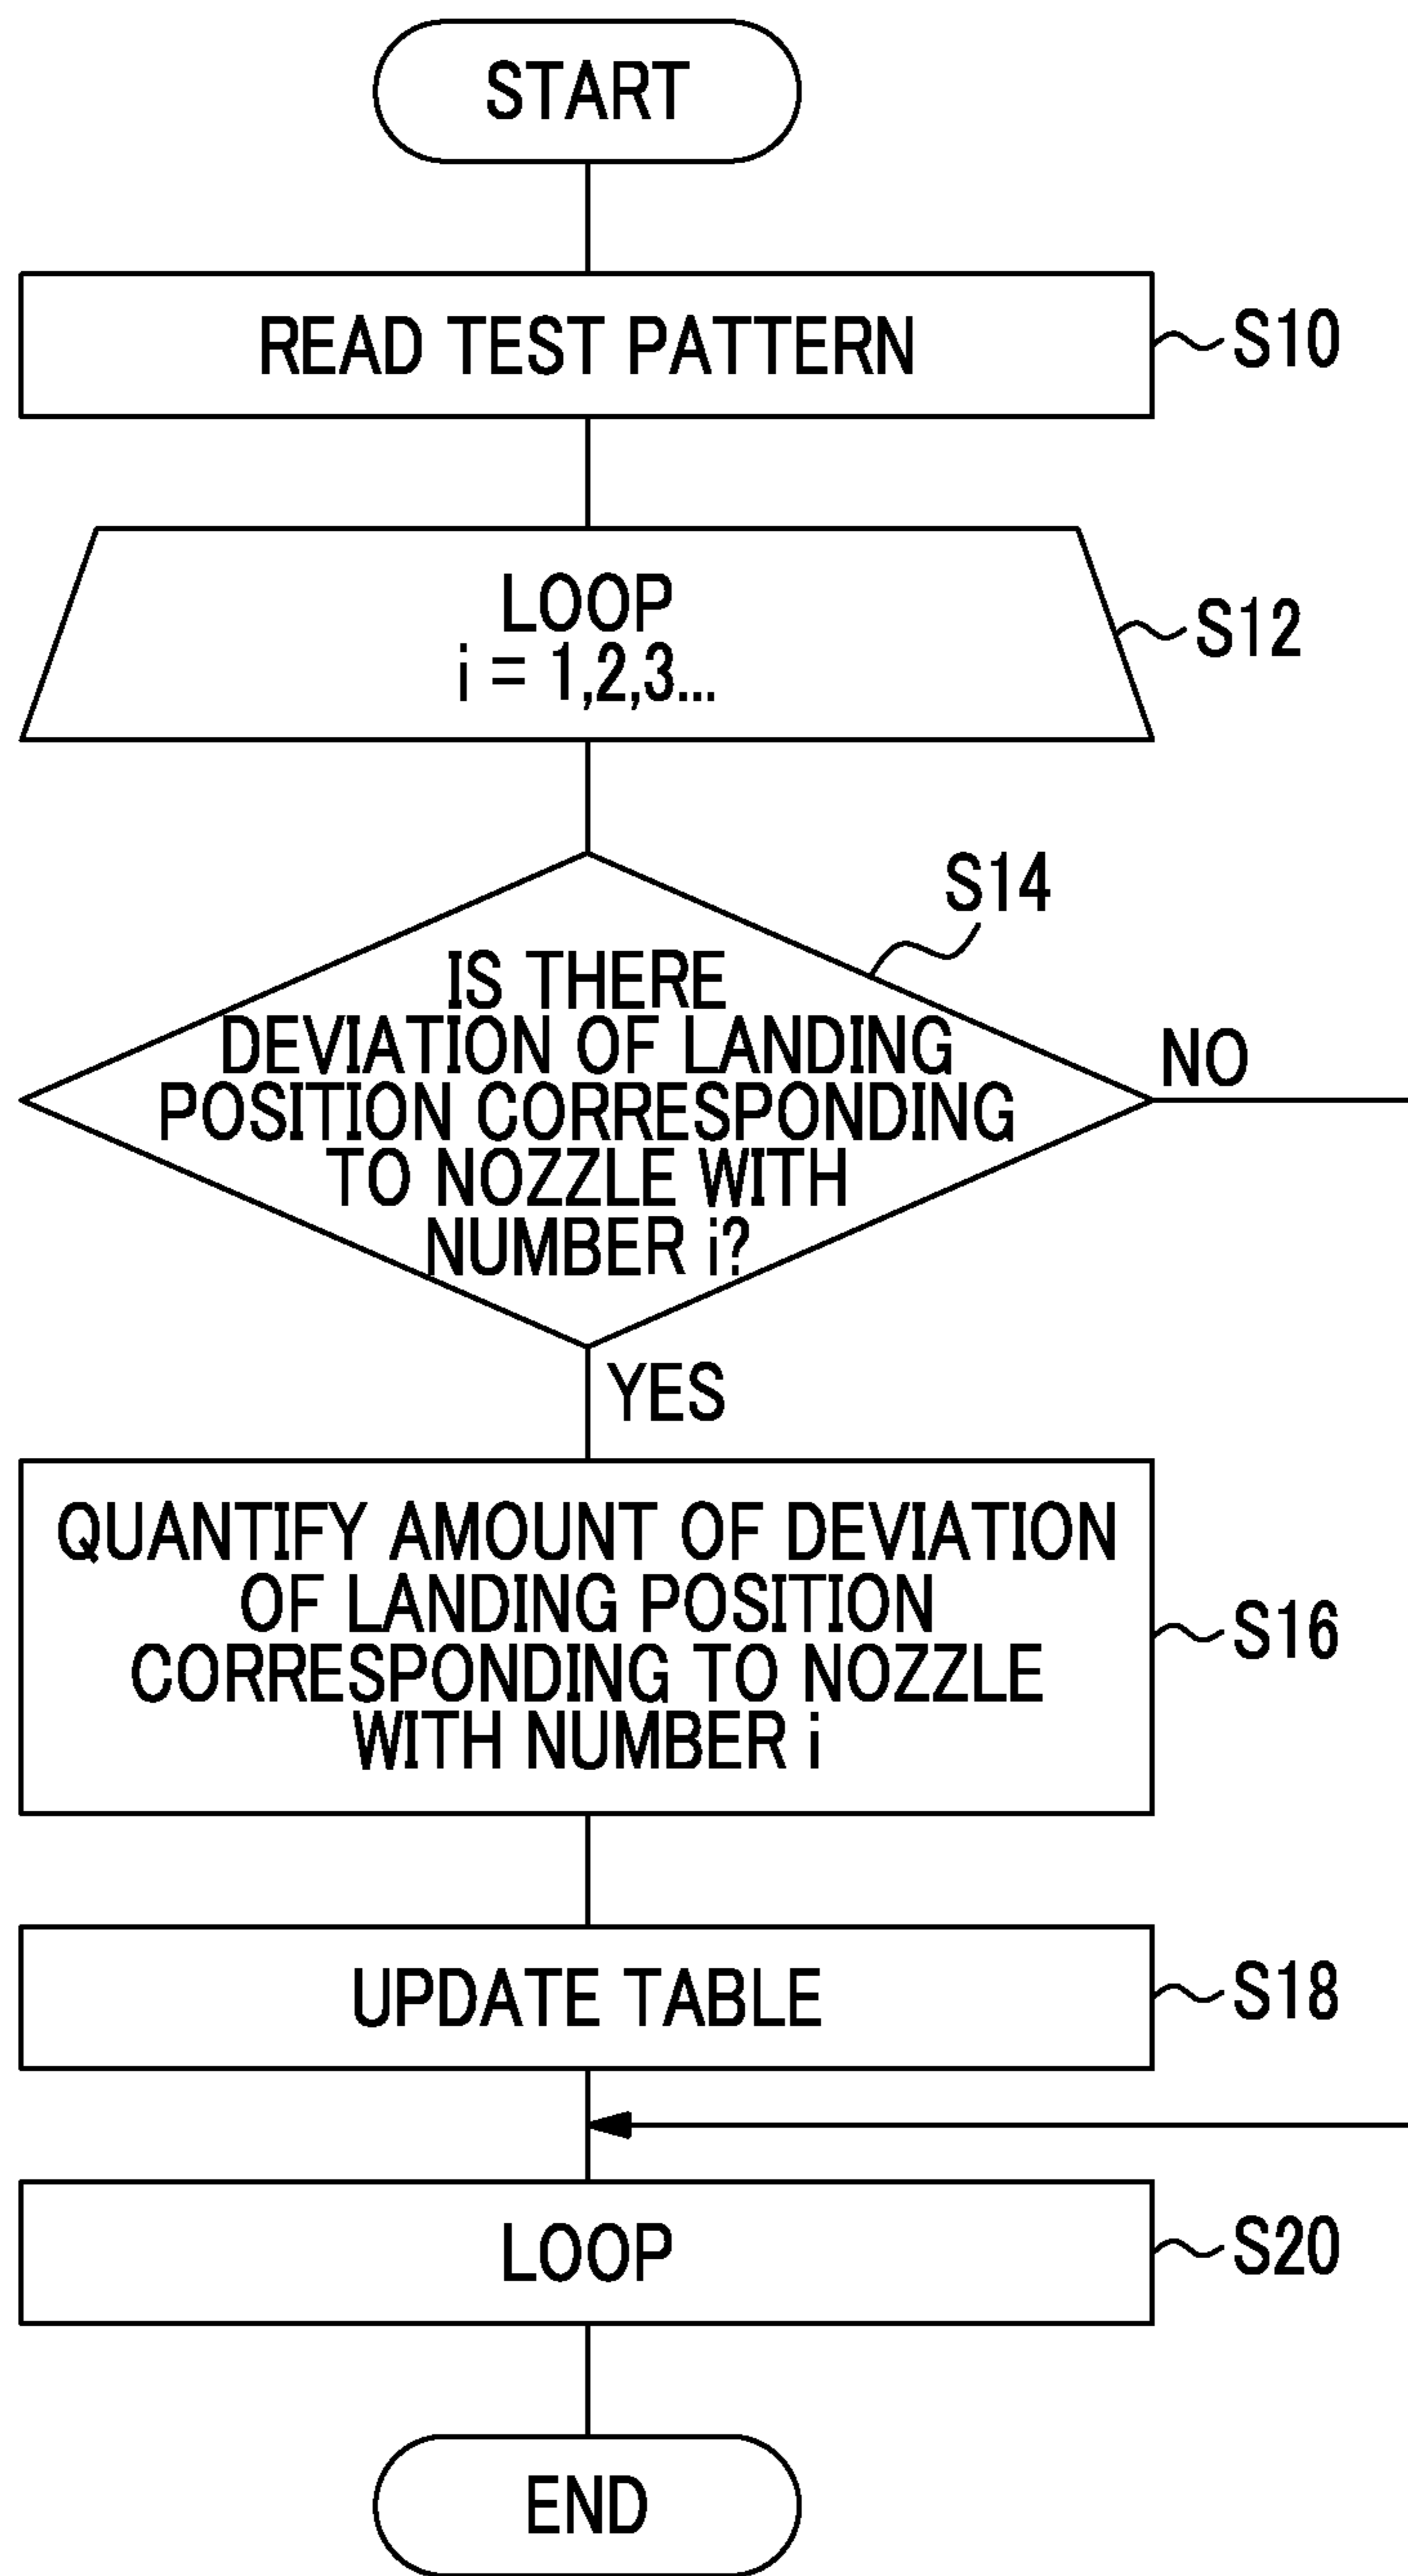 START
READ TEST PATTERN
S10
LOOP
i = 1,2,3...
S12
S14
IS THERE
DEVIATION OF LANDING
POSITION CORRESPONDING
TO NOZZLE WITH
NUMBER i?
NO
YES
QUANTIFY AMOUNT OF DEVIATION
OF LANDING POSITION
CORRESPONDING TO NOZZLE
WITH NUMBER i
S16
UPDATE TABLE
S18
LOOP
S20
END